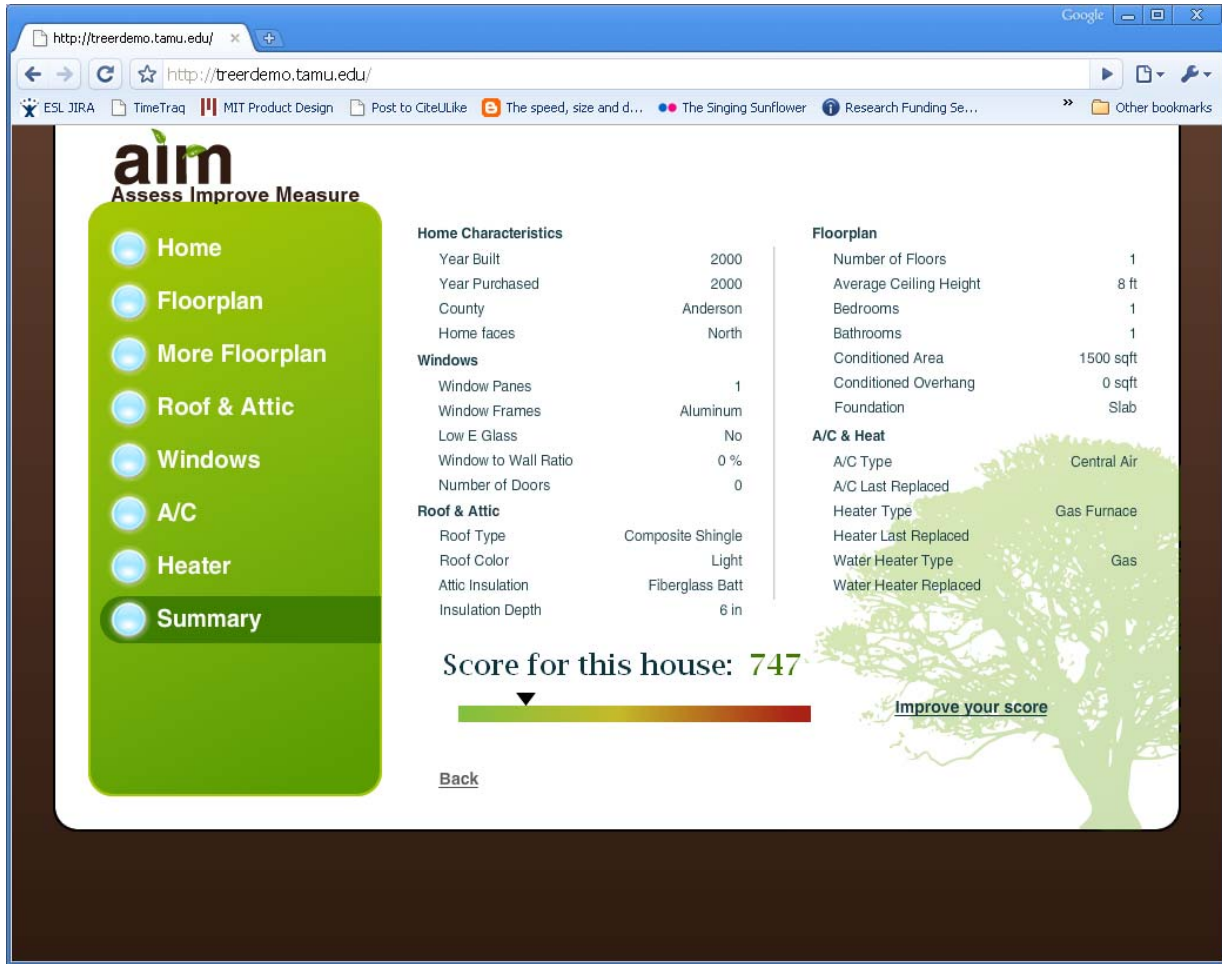 Google
http://treerdemo.tamu.edu/
http://treerdemo.tamu.edu/
ESL JIRA TimeTraq MIT Product Design Post to CiteULike The speed, size and d... The Singing Sunflower Research Funding Se... » Other bookmarks
aim
Assess Improve Measure
Home
Floorplan
More Floorplan
Roof & Attic
Windows
A/C
Heater
Summary
Home Characteristics
Year Built 2000
Year Purchased 2000
County Anderson
Home faces North
Windows
Window Panes 1
Window Frames Aluminum
Low E Glass No
Window to Wall Ratio 0 %
Number of Doors 0
Roof & Attic
Roof Type Composite Shingle
Roof Color Light
Attic Insulation Fiberglass Batt
Insulation Depth 6 in
Floorplan
Number of Floors 1
Average Ceiling Height 8 ft
Bedrooms 1
Bathrooms 1
Conditioned Area 1500 sqft
Conditioned Overhang 0 sqft
Foundation Slab
A/C & Heat
A/C Type Central Air
A/C Last Replaced
Heater Type Gas Furnace
Heater Last Replaced
Water Heater Type Gas
Water Heater Replaced
Score for this house: 747
Improve your score
Back